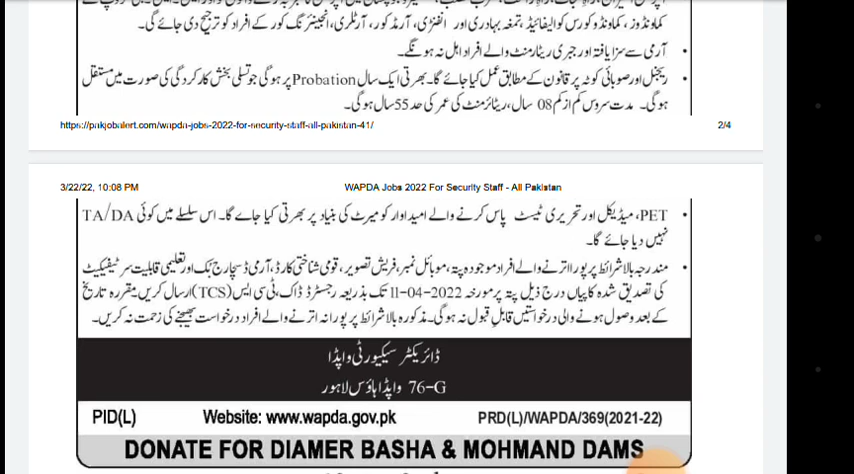 کمانڈوز، کمانڈو کورس کوالیفائیڈ، تمغہ بہادری اور انفنٹری، آرمڈ کور، آرٹلری، انجینئرنگ کور کے افراد کو ترجیح دی جائے گی۔
• آرمی سے سزا یافتہ اور جبری ریٹائرمنٹ والے افراد اہل نہ ہونگے۔
• ریجنل اور صوبائی کوٹہ پر قانون کے مطابق عمل کیا جائے گا۔ بھرتی ایک سال Probation پر ہوگی جو تسلی بخش کارکردگی کی صورت میں مستقل
ہوگی۔ مدت سروس کم از کم 08 سال، ریٹائرمنٹ کی عمر کی حد 55 سال ہوگی۔
https://pakjobalert.com/wapda-jobs-2022-for-security-staff-all-pakistan-41/ 2/4
3/22/22, 10:08 PM WAPDA Jobs 2022 For Security Staff - All Pakistan
• PET، میڈیکل اور تحریری ٹیسٹ پاس کرنے والے امیدوار کو میرٹ کی بنیاد پر بھرتی کیا جائے گا۔ اس سلسلے میں کوئی TA/DA
نہیں دیا جائے گا۔
• مندرجہ بالا شرائط پر پورا اترنے والے افراد موجودہ پتہ، موبائل نمبر، فریش تصویر، قومی شناختی کارڈ، آرمی ڈسچارج بک اور تعلیمی قابلیت سرٹیفیکیٹ
کی تصدیق شدہ کاپیاں درج ذیل پتہ پر مورخہ 11-04-2022 تک بذریعہ رجسٹرڈ ڈاک، ٹی سی ایس (TCS) ارسال کریں مقررہ تاریخ
کے بعد وصول ہونے والی درخواستیں قابل قبول نہ ہوگی۔ مذکورہ بالا شرائط پر پورا نہ اترنے والے افراد درخواست بھیجنے کی زحمت نہ کریں۔
ڈائریکٹر سیکیورٹی واپڈا
76-G واپڈا ہاؤس لاہور
PID(L) Website: www.wapda.gov.pk PRD(L)/WAPDA/369(2021-22)
DONATE FOR DIAMER BASHA & MOHMAND DAMS